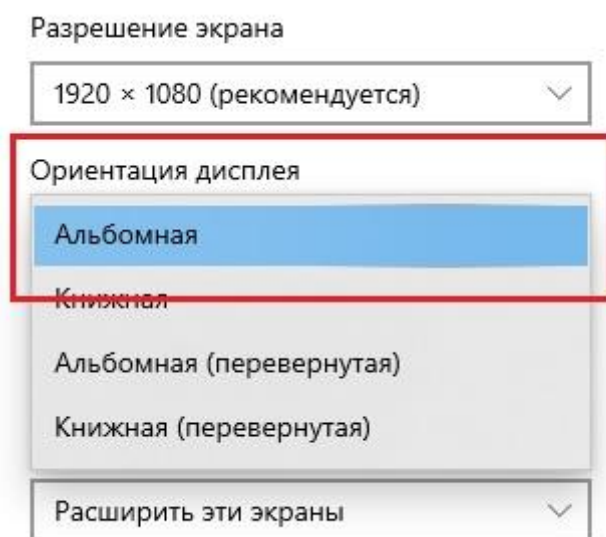 Разрешение экрана
1920 × 1080 (рекомендуется)
Ориентация дисплея
Альбомная
Книжная
Альбомная (перевернутая)
Книжная (перевернутая)
Расширить эти экраны